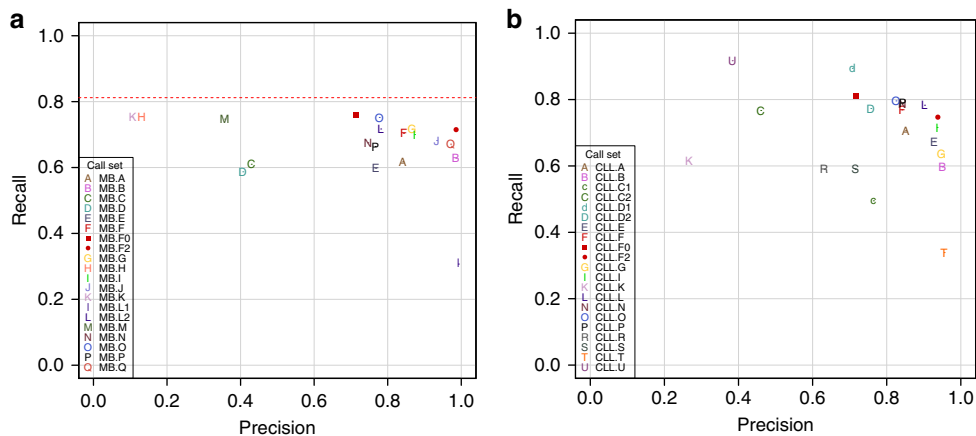 a
1.0
0.8
0.6
0.4
0.2
0.0
Recall
0.0 0.2 0.4 0.6 0.8 1.0
Precision
Call set
A MB.A
B MB.B
C MB.C
D MB.D
E MB.E
F MB.F
MB.F0
MB.F2
G MB.G
H MB.H
I MB.I
J MB.J
K MB.K
I MB.L1
L MB.L2
M MB.M
N MB.N
O MB.O
P MB.P
Q MB.Q
K H M C D O L N P E F G I A J Q B I
b
1.0
0.8
0.6
0.4
0.2
0.0
Recall
0.0 0.2 0.4 0.6 0.8 1.0
Precision
Call set
A CLL.A
B CLL.B
c CLL.C1
C CLL.C2
d CLL.D1
D CLL.D2
E CLL.E
F CLL.F
CLL.F0
CLL.F2
G CLL.G
I CLL.I
K CLL.K
L CLL.L
N CLL.N
O CLL.O
P CLL.P
R CLL.R
S CLL.S
T CLL.T
U CLL.U
U d C D O P F L A I E G B K R S c T